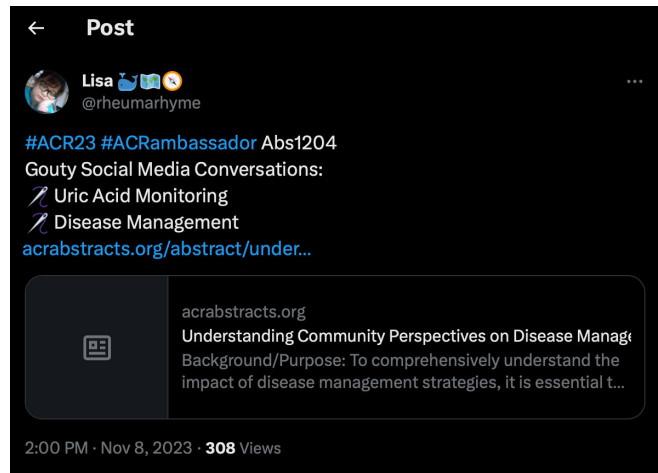 Post
Lisa 🐳🗺️🧭
@rheumarhyme
#ACR23 #ACRambassador Abs1204
Gouty Social Media Conversations:
🪡 Uric Acid Monitoring
🪡 Disease Management
acrabstracts.org/abstract/under...
acrabstracts.org
Understanding Community Perspectives on Disease Manage
Background/Purpose: To comprehensively understand the
impact of disease management strategies, it is essential t...
2:00 PM · Nov 8, 2023 · 308 Views